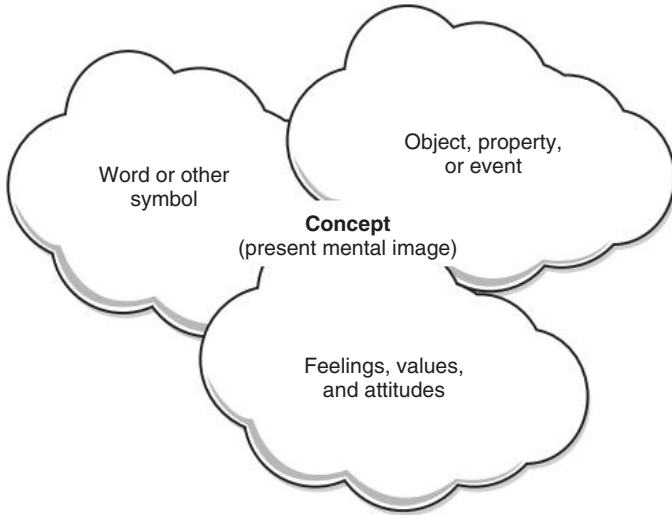 Word or other
symbol
Object, property,
or event
Concept
(present mental image)
Feelings, values,
and attitudes